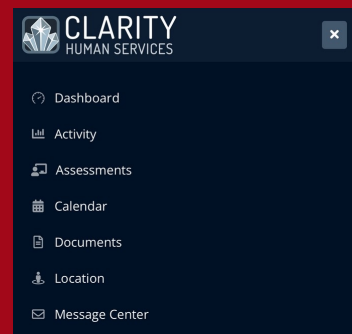 CLARITY
HUMAN SERVICES
Dashboard
Activity
Assessments
Calendar
Documents
Location
Message Center